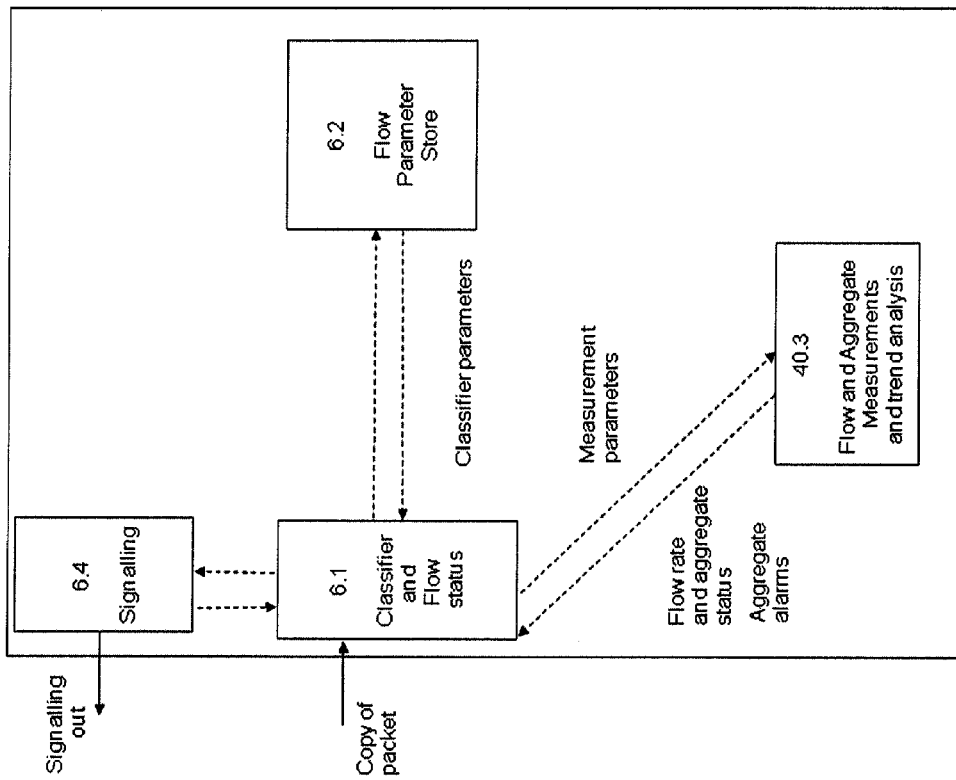 Signalling
out
6.4
Signalling
Copy of
packet
6.1
Classifier
and
Flow
status
6.2
Flow
Parameter
Store
Classifier parameters
Measurement
parameters
Flow rate
and aggregate
status
Aggregate
alarms
40.3
Flow and Aggregate
Measurements
and trend analysis